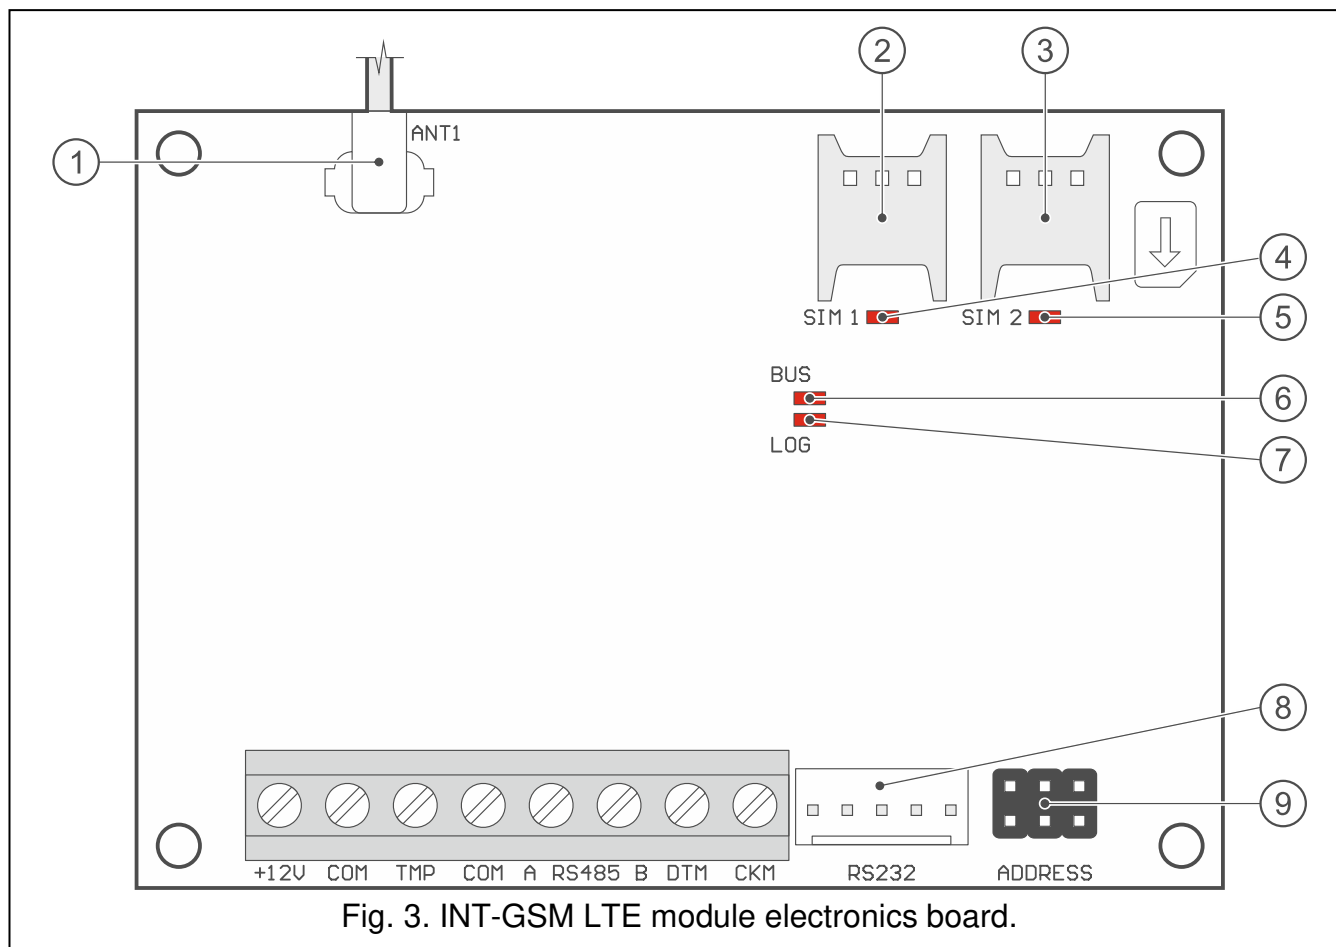 2 3
ANT1
1
4
SIM 1 SIM 2 5
BUS
6
LOG 7
8
9
+12V COM TMP COM A RS485 B DTM CKM RS232 ADDRESS
Fig. 3. INT-GSM LTE module electronics board.